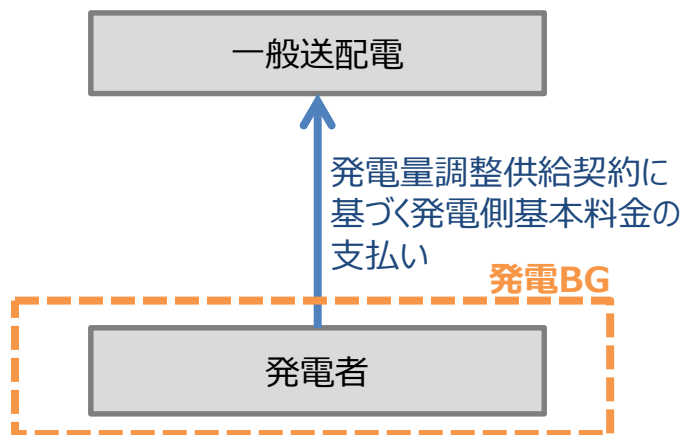 一般送配電
発電量調整供給契約に
基づく発電側基本料金の
支払い
発電BG
発電者